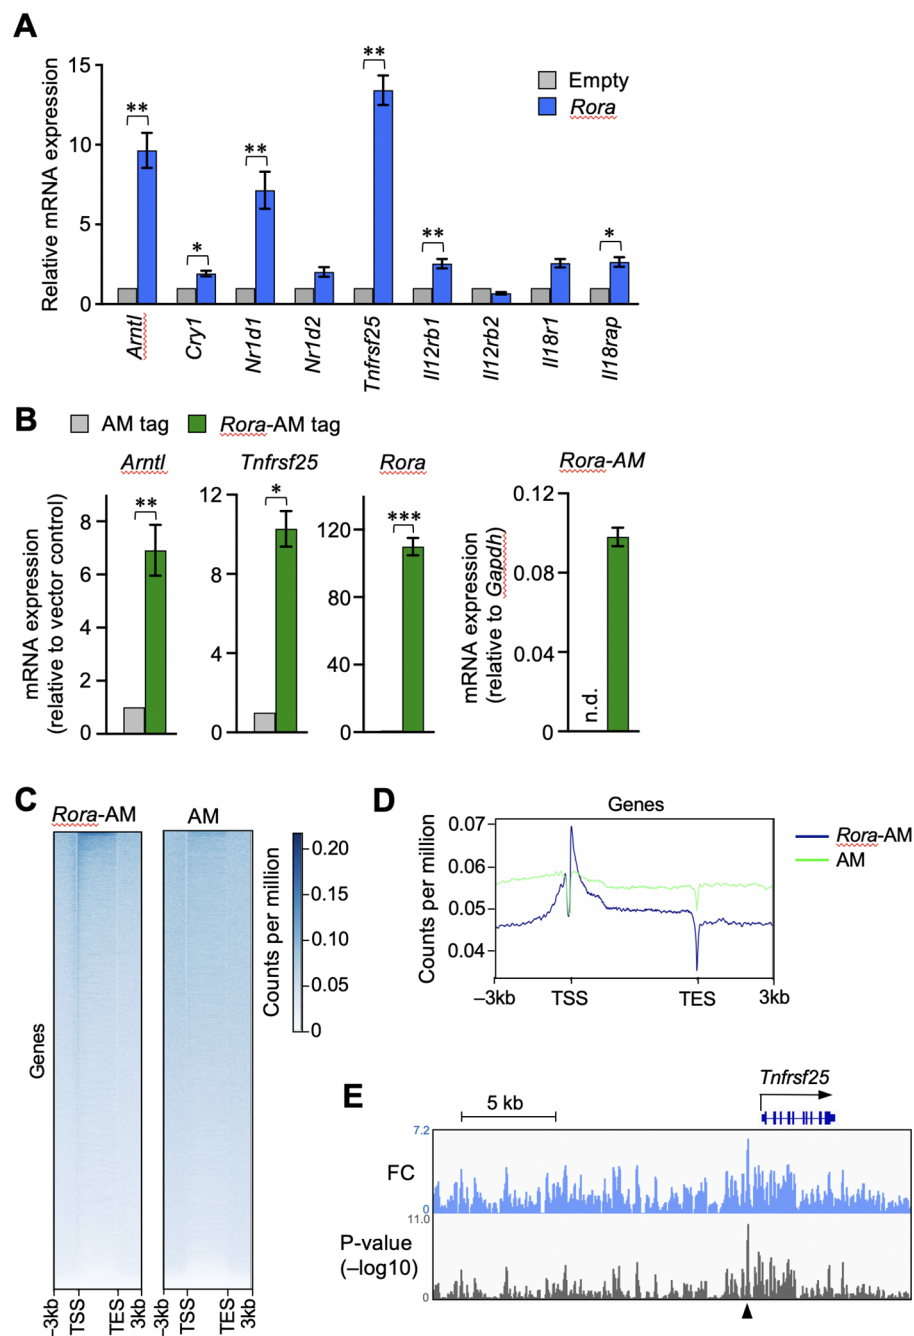 A
Relative mRNA expression
15
10
5
0
** * ** ** ** *
Empty
Rora
Arntl Cry1 Nr1d1 Nr1d2 Tnfrsf25 Il12rb1 Il12rb2 Il18r1 Il18rap
B
AM tag Rora-AM tag
Arntl
mRNA expression
(relative to vector control)
8
6
4
2
0
**
Tnfrsf25
12
8
4
0
*
Rora
120
80
40
0
***
Rora-AM
mRNA expression
(relative to Gapdh)
0.12
0.08
0.04
0
n.d.
C
Rora-AM AM
Genes
–3kb TSS TES 3kb –3kb TSS TES 3kb
Counts per million
0.20
0.10
0.05
0
D
Genes
Counts per million
0.07
0.06
0.05
0.04
–3kb TSS TES 3kb
Rora-AM
AM
E
Tnfrsf25
5 kb
7.2
FC
0
11.0
P-value
(–log10)
0